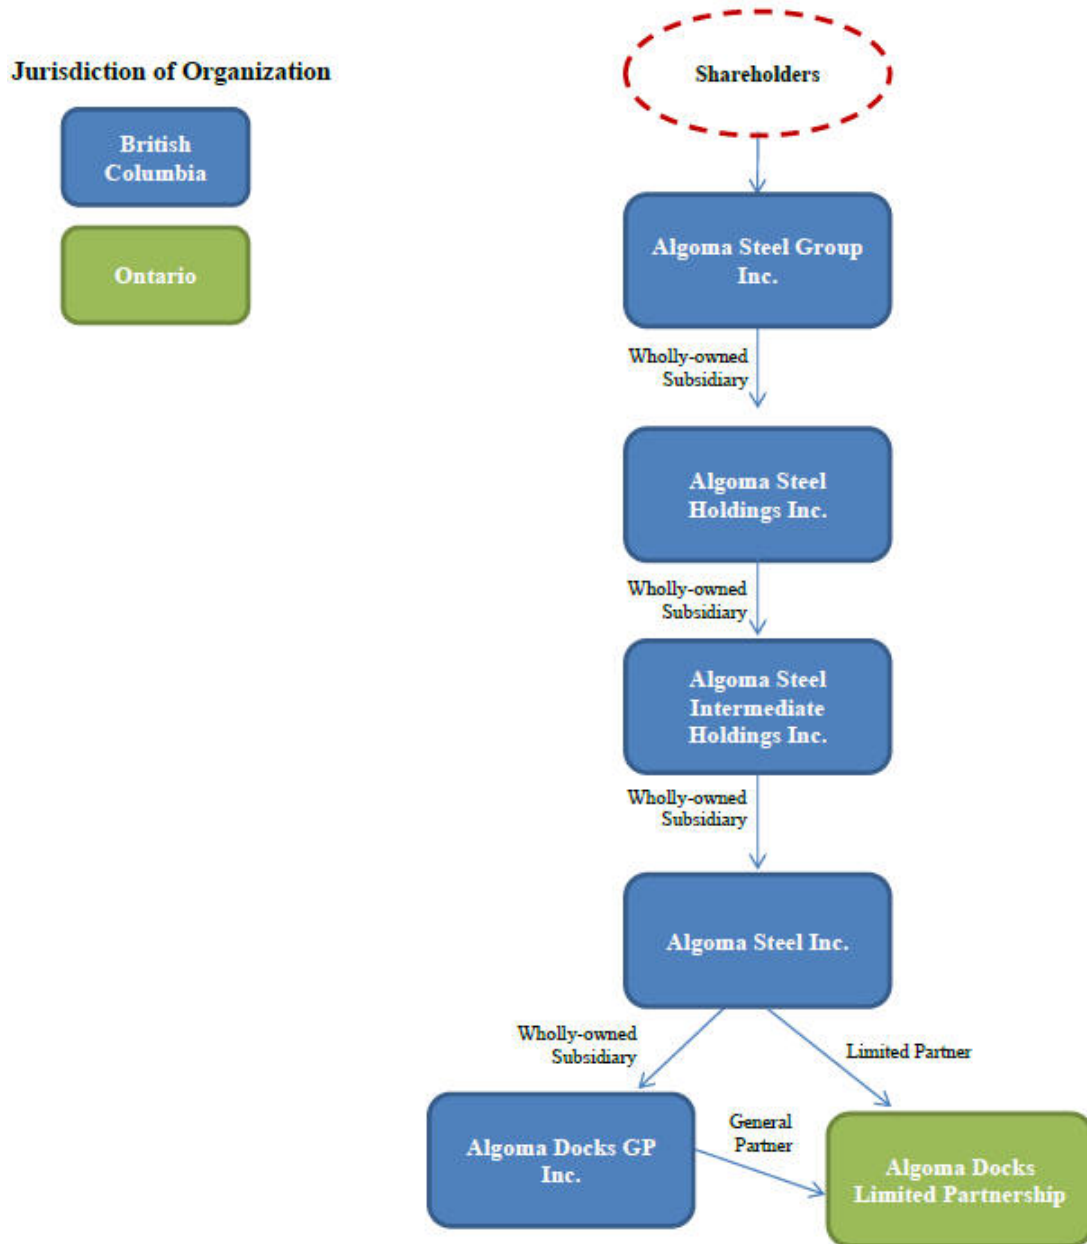 Jurisdiction of Organization
British
Columbia
Ontario
Shareholders
Algoma Steel Group
Inc.
Wholly-owned
Subsidiary
Algoma Steel
Holdings Inc.
Wholly-owned
Subsidiary
Algoma Steel
Intermediate
Holdings Inc.
Wholly-owned
Subsidiary
Algoma Steel Inc.
Wholly-owned
Subsidiary
Limited Partner
Algoma Docks GP
Inc.
General
Partner
Algoma Docks
Limited Partnership